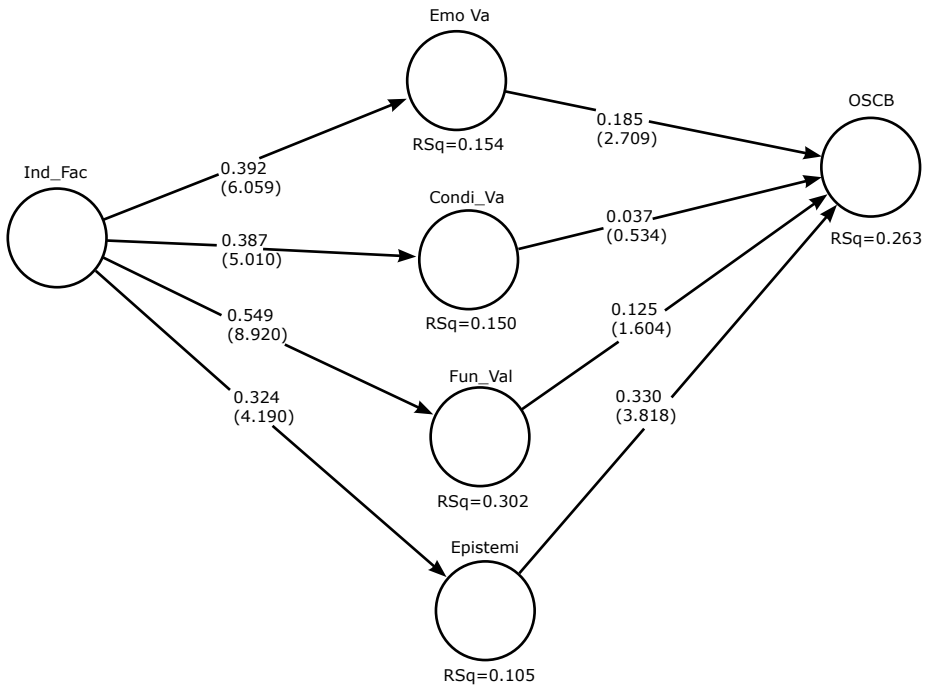 Emo Va
RSq=0.154
OSCB
RSq=0.263
Ind_Fac
Condi_Va
RSq=0.150
Fun_Val
RSq=0.302
Epistemi
RSq=0.105
0.392
(6.059)
0.387
(5.010)
0.549
(8.920)
0.324
(4.190)
0.185
(2.709)
0.037
(0.534)
0.125
(1.604)
0.330
(3.818)